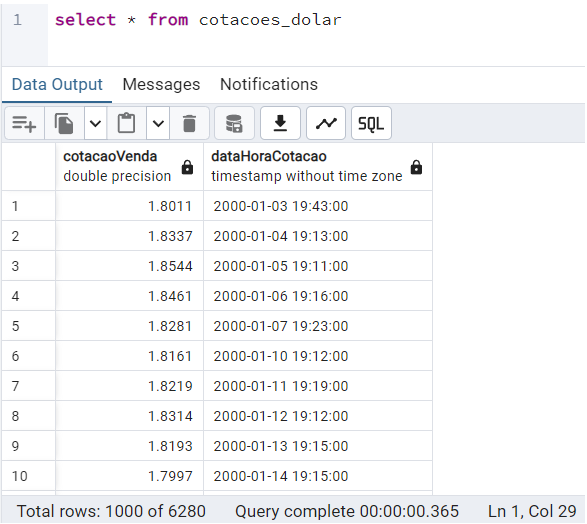 1 select * from cotacoes_dolar
Data Output Messages Notifications
SQL
cotacaoVenda dataHoraCotacao
double precision timestamp without time zone
1 1.8011 2000-01-03 19:43:00
2 1.8337 2000-01-04 19:13:00
3 1.8544 2000-01-05 19:11:00
4 1.8461 2000-01-06 19:16:00
5 1.8281 2000-01-07 19:23:00
6 1.8161 2000-01-10 19:12:00
7 1.8219 2000-01-11 19:19:00
8 1.8314 2000-01-12 19:12:00
9 1.8193 2000-01-13 19:15:00
10 1.7997 2000-01-14 19:15:00
Total rows: 1000 of 6280 Query complete 00:00:00.365 Ln 1, Col 29